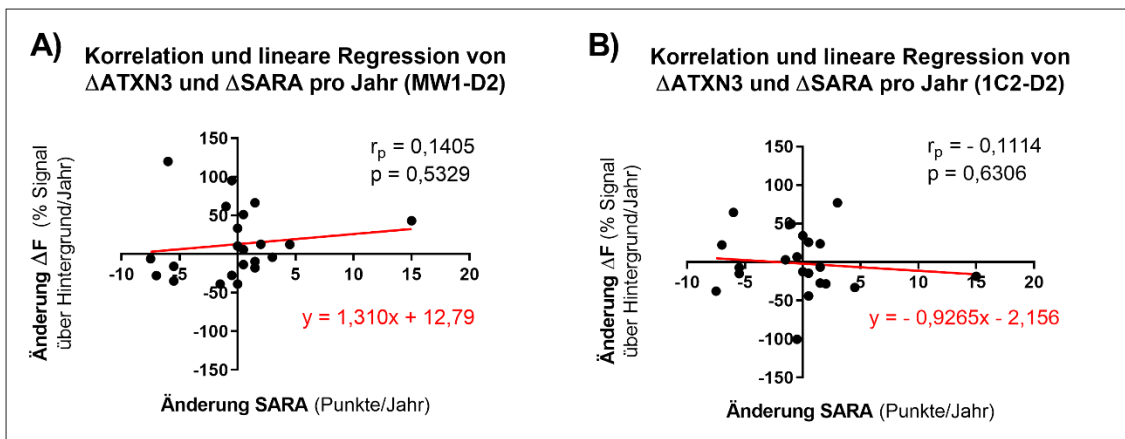 A)
Korrelation und lineare Regression von
ΔATXN3 und ΔSARA pro Jahr (MW1-D2)
Änderung ΔF (% Signal
über Hintergrund/Jahr)
150
100
50
-50
-100
-150
-10
-5
5
10
15
20
r_p = 0,1405
p = 0,5329
y = 1,310x + 12,79
Änderung SARA (Punkte/Jahr)
B)
Korrelation und lineare Regression von
ΔATXN3 und ΔSARA pro Jahr (1C2-D2)
Änderung ΔF (% Signal
über Hintergrund/Jahr)
150
100
50
-50
-100
-150
-10
-5
5
10
15
20
r_p = - 0,1114
p = 0,6306
y = - 0,9265x - 2,156
Änderung SARA (Punkte/Jahr)